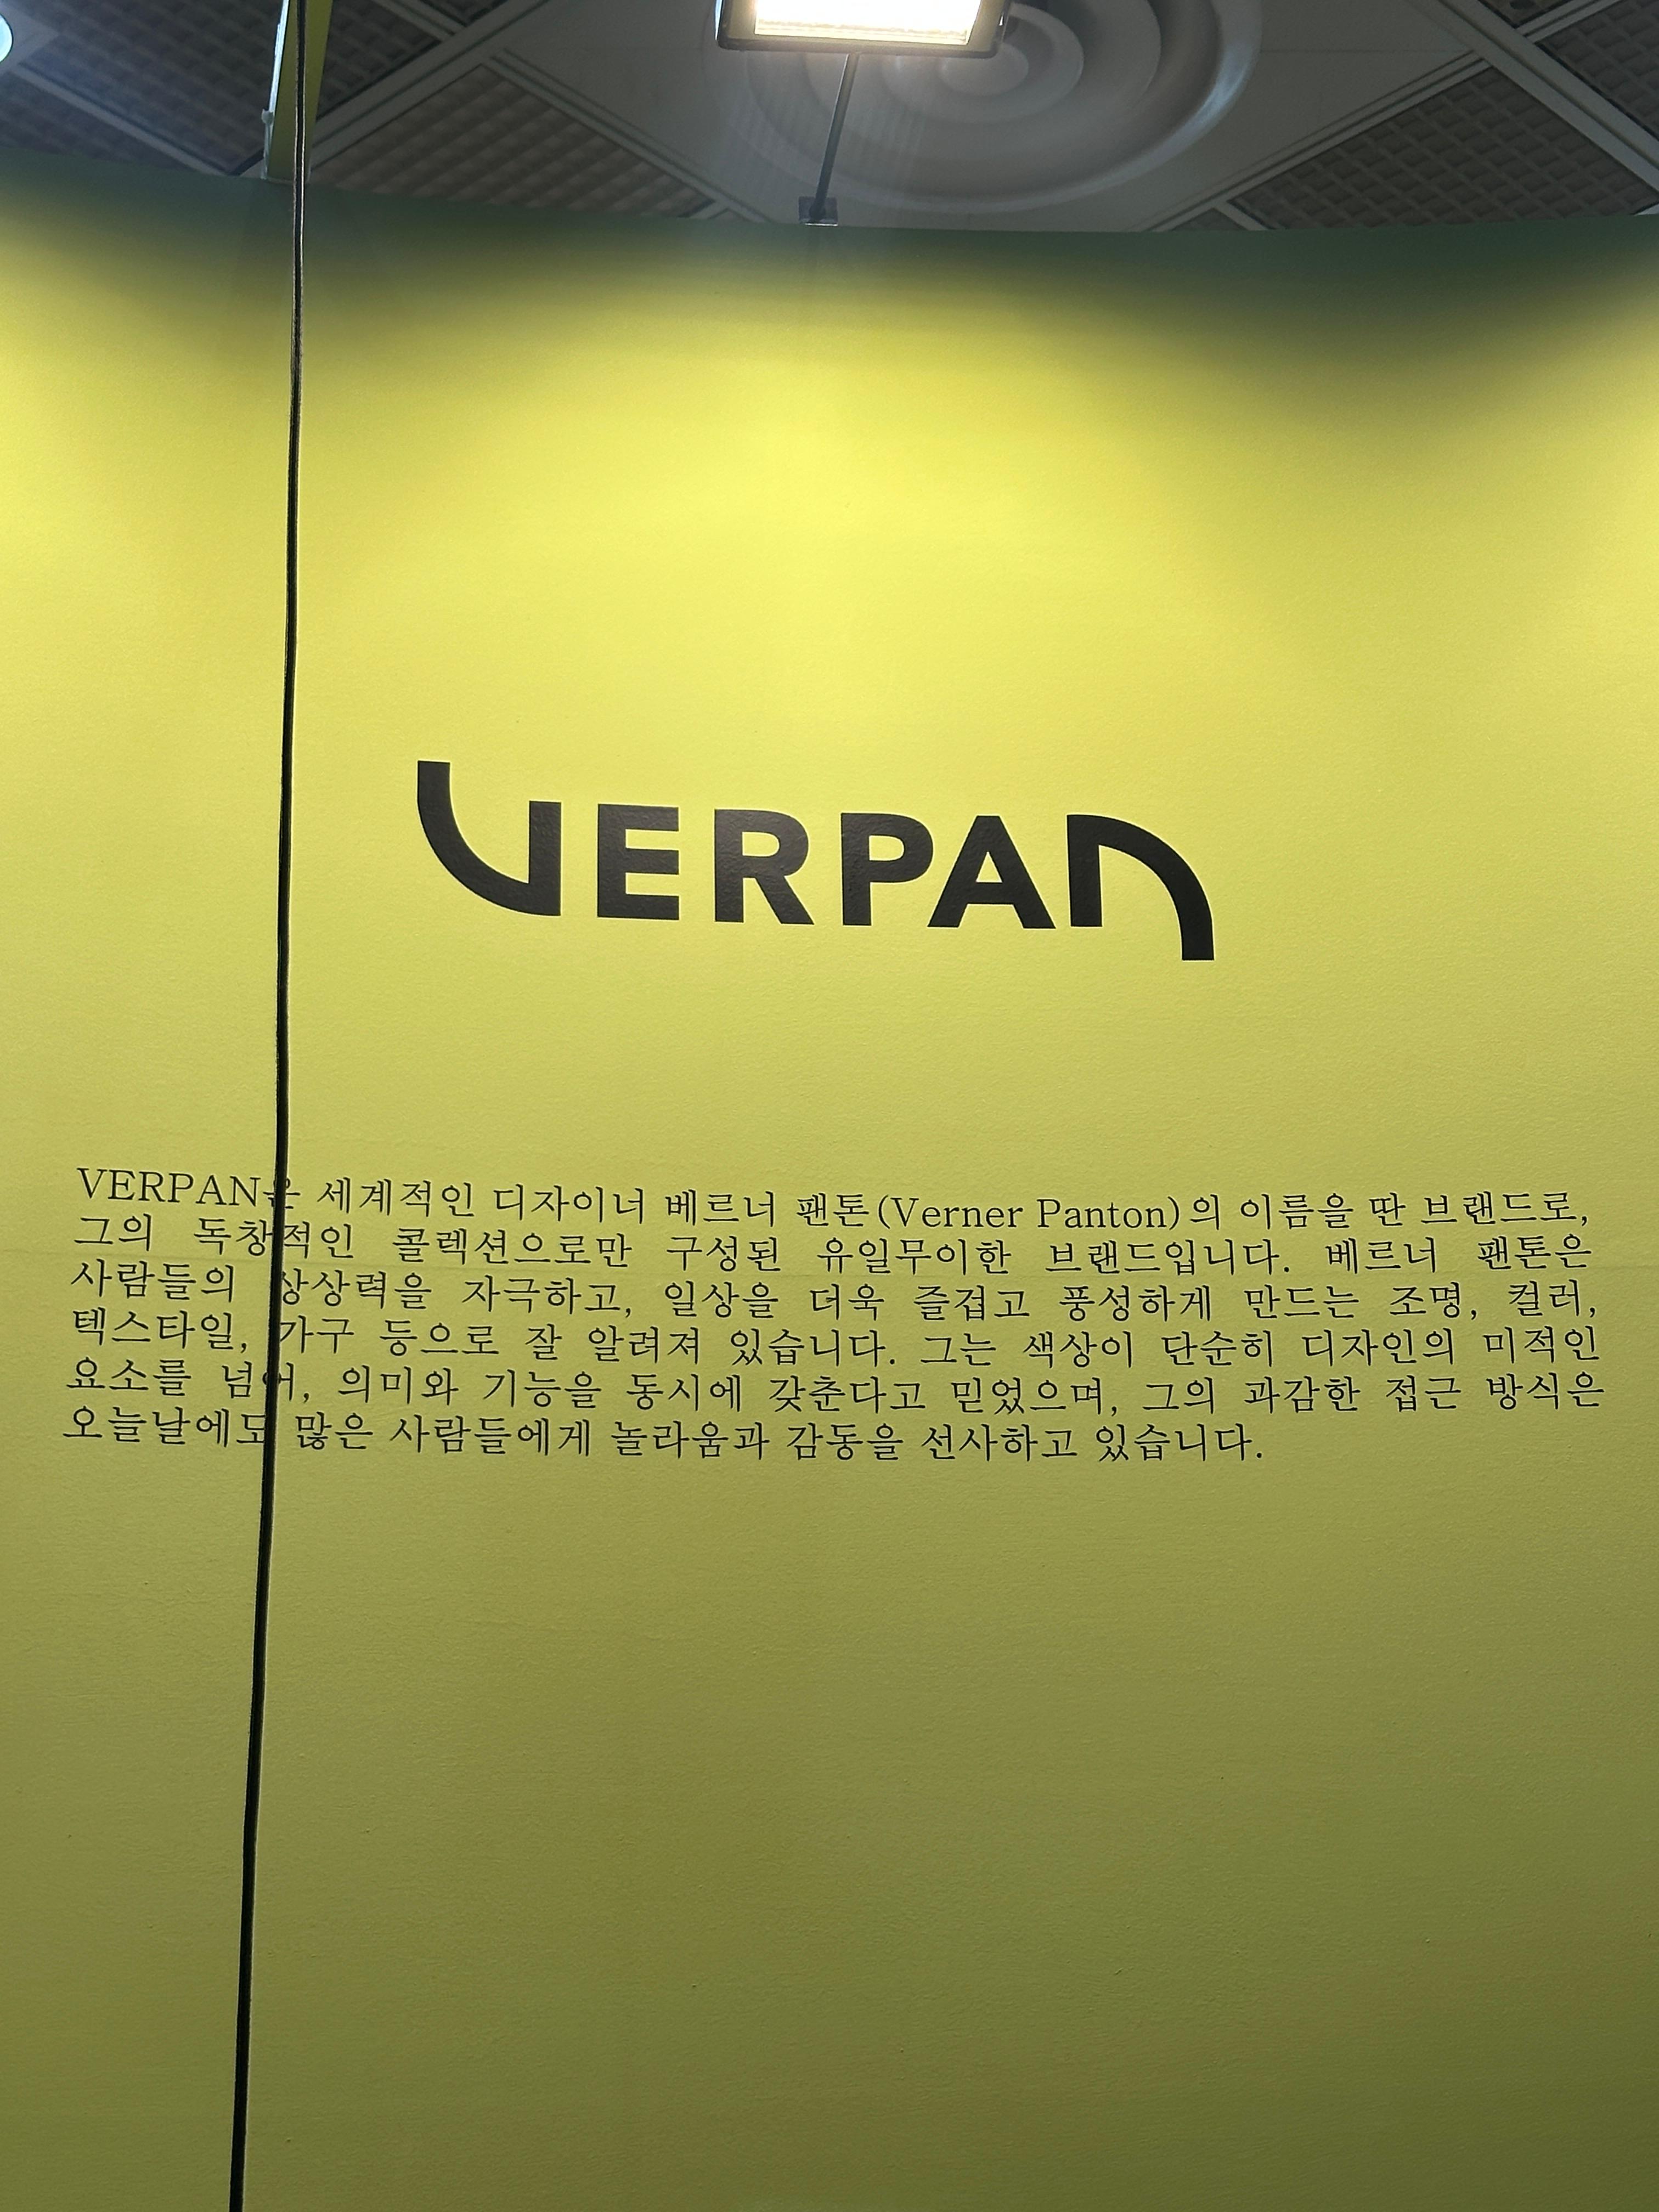 VERPAN
VERPAN은 세계적인 디자이너 베르너 팬톤(Verner Panton)의 이름을 딴 브랜드로,
그의 독창적인 콜렉션으로만 구성된 유일무이한 브랜드입니다. 베르너 팬톤은
사람들의 상상력을 자극하고, 일상을 더욱 즐겁고 풍성하게 만드는 조명, 컬러,
텍스타일, 가구 등으로 잘 알려져 있습니다. 그는 색상이 단순히 디자인의 미적인
요소를 넘어, 의미와 기능을 동시에 갖춘다고 믿었으며, 그의 과감한 접근 방식은
오늘날에도 많은 사람들에게 놀라움과 감동을 선사하고 있습니다.